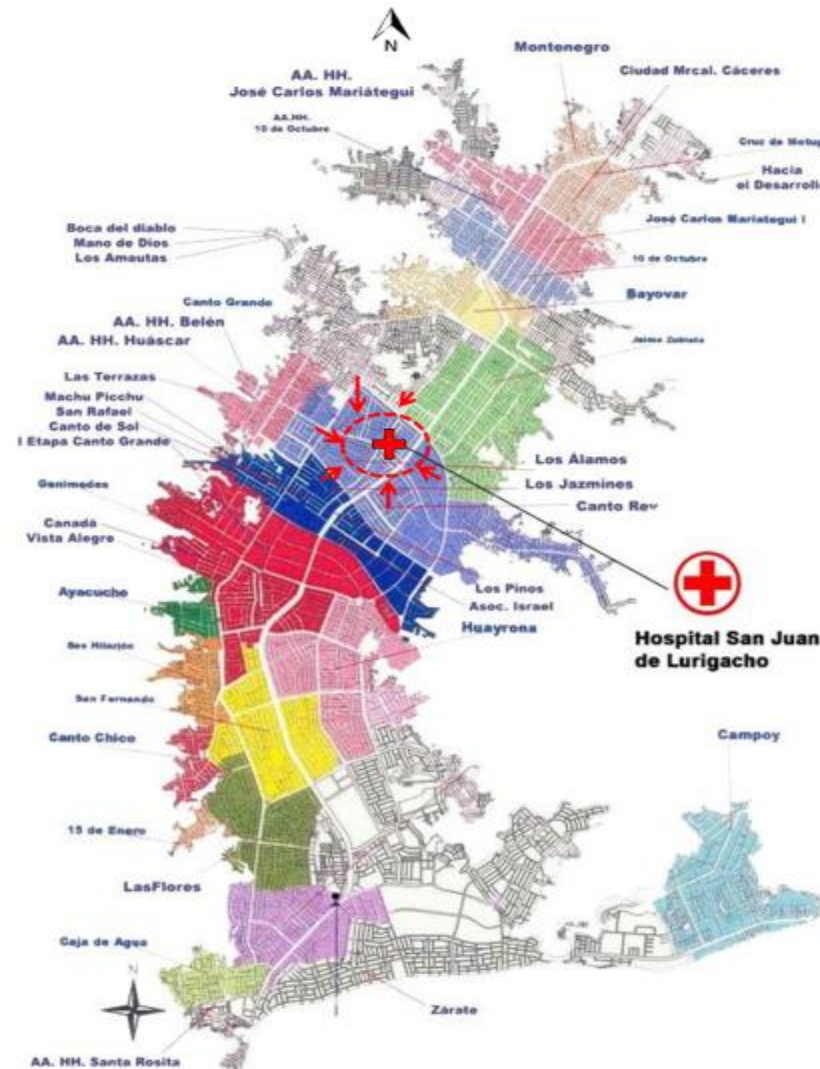 N
Montenegro
AA. HH.
José Carlos Mariátegui
Ciudad Mrcal. Cáceres
AA.HH.
10 de Octubre
Cruz de Motup
Hacia
el Desarrollo
Boca del diablo
Mano de Dios
Los Amautas
José Carlos Mariategui I
10 de Octubre
Bayovar
Canto Grande
AA. HH. Belén
AA. HH. Huáscar
Las Terrazas
Machu Picchu
San Rafael
Canto de Sol
I Etapa Canto Grande
Ganimedes
Canadá
Vista Alegre
Ayacucho
Los Álamos
Los Jazmines
Canto Rey
Los Pinos
Asoc. Israel
Huayrona
Hospital San Juan
de Lurigacho
San Hilarión
San Fernando
Canto Chico
Campoy
15 de Enero
LasFlores
Caja de Agua
N
Zárate
AA. HH. Santa Rosita